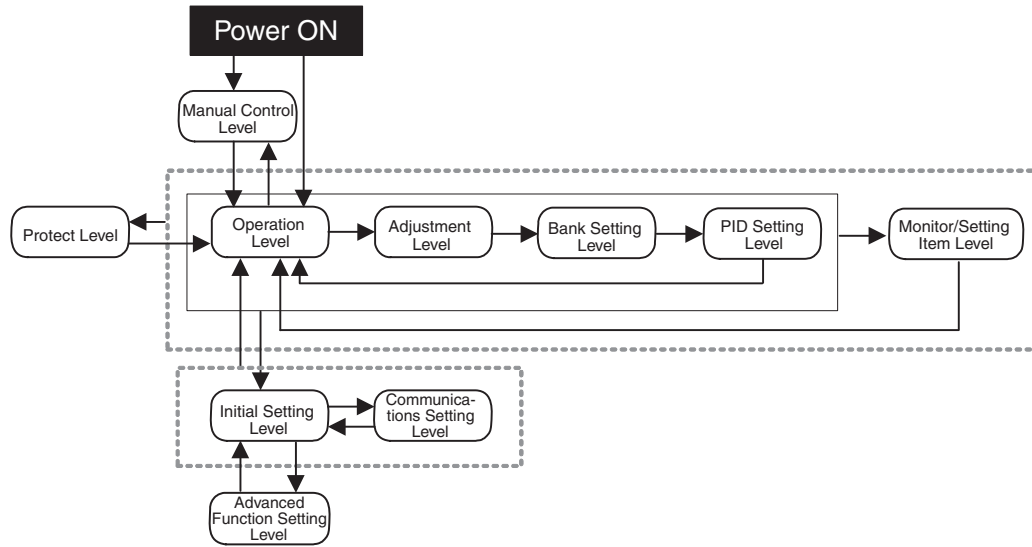 Power ON
Manual Control
Level
Protect Level
Operation
Level
Adjustment
Level
Bank Setting
Level
PID Setting
Level
Monitor/Setting
Item Level
Initial Setting
Level
Communica-
tions Setting
Level
Advanced
Function Setting
Level